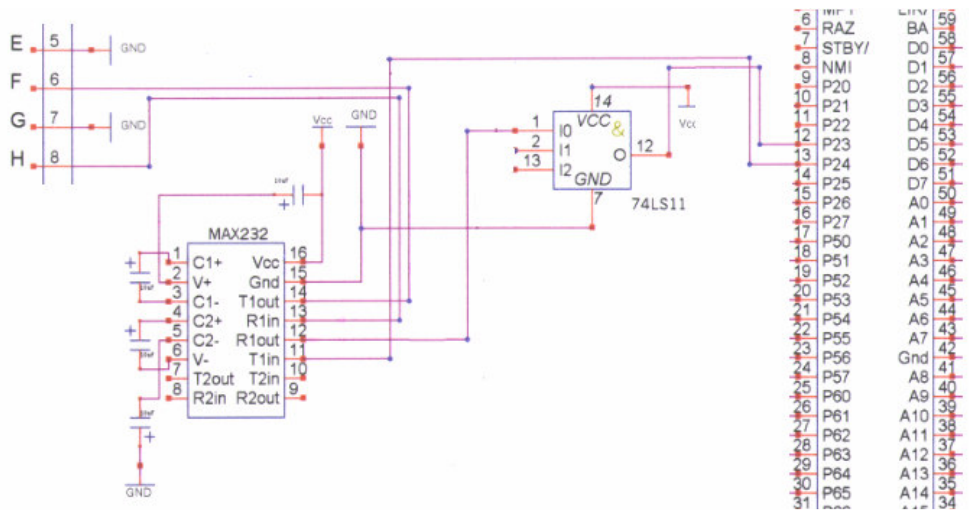 E 5 GND
F 6
G 7 GND
H 8
Vcc
GND
10uF
MAX232
1 C1+ Vcc 16
2 V+ Gnd 15
3 C1- T1out 14
4 C2+ R1in 13
5 C2- R1out 12
6 V- T1in 11
7 T2out T2in 10
8 R2in R2out 9
10uF
10uF
10uF
GND
14
VCC
&
Vcc
1 I0
2 I1
13 I2
O 12
GND
7
74LS11
59
6 RAZ BA 58
7 STBY/ D0 57
8 NMI D1 56
9 P20 D2 55
10 P21 D3 54
11 P22 D4 53
12 P23 D5 52
13 P24 D6 51
14 P25 D7 50
15 P26 A0 49
16 P27 A1 48
17 P50 A2 47
18 P51 A3 46
19 P52 A4 45
20 P53 A5 44
21 P54 A6 43
22 P55 A7 42
23 P56 Gnd 41
24 P57 A8 40
25 P60 A9 39
26 P61 A10 38
27 P62 A11 37
28 P63 A12 36
29 P64 A13 35
30 P65 A14 34
31